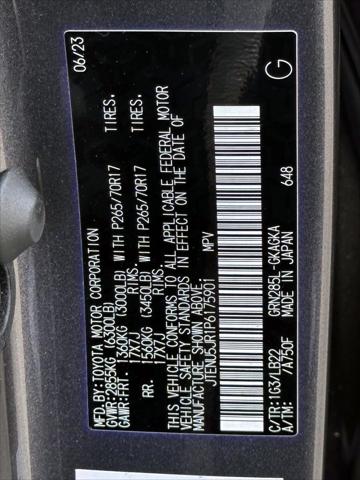 MFD.BY:TOYOTA MOTOR CORPORATION 06/23
GVWR:2855KG (6300LB)
GAWR:FRT. 1360KG (3000LB) WITH P265/70R17 TIRES.
17X7J RIMS.
RR. 1560KG (3450LB) WITH P265/70R17 TIRES.
17X7J RIMS.
THIS VEHICLE CONFORMS TO ALL APPLICABLE FEDERAL MOTOR
VEHICLE SAFETY STANDARDS IN EFFECT ON THE DATE OF
MANUFACTURE SHOWN ABOVE.
JTENU5JR1P6175901 MPV
C/TR:1G3/LB22 GRN285L-GKAGKA
A/TM: /A750F MADE IN JAPAN 648
G